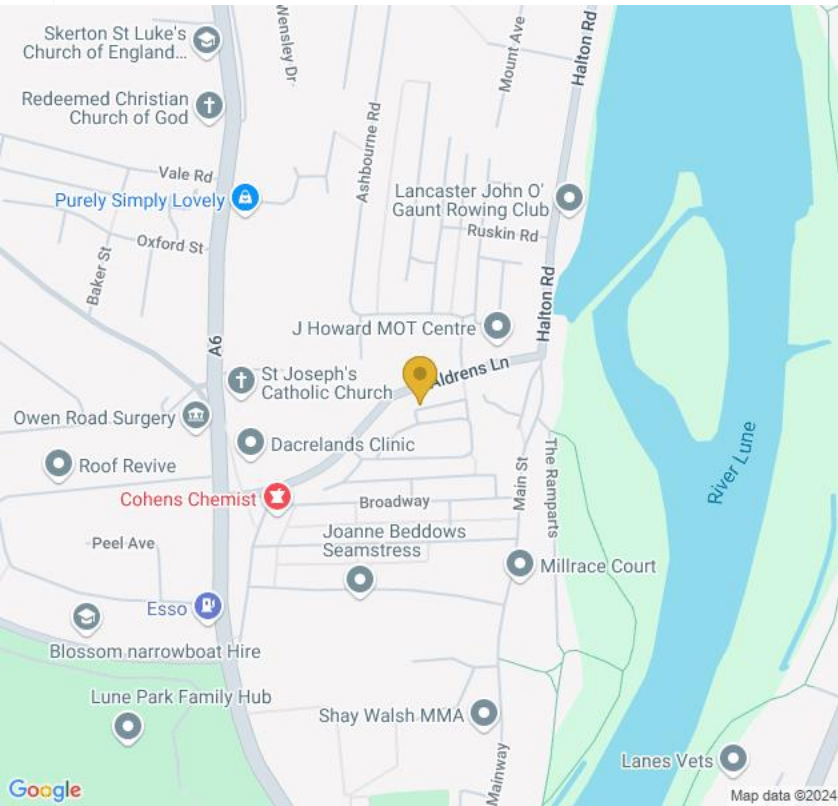 Skerton St Luke's
Church of England...
Wensley Dr
Mount Ave
Halton Rd
Redeemed Christian
Church of God
Ashbourne Rd
Vale Rd
Purely Simply Lovely
Lancaster John O'
Gaunt Rowing Club
Ruskin Rd
Oxford St
Baker St
Halton Rd
J Howard MOT Centre
A6
Aldrens Ln
St Joseph's
Catholic Church
Owen Road Surgery
Dacrelands Clinic
Roof Revive
River Lune
Cohens Chemist
Broadway
Main St
The Ramparts
Joanne Beddows
Seamstress
Peel Ave
Millrace Court
Esso
Blossom narrowboat Hire
Lune Park Family Hub
Shay Walsh MMA
Mainway
Lanes Vets
Google
Map data ©2024